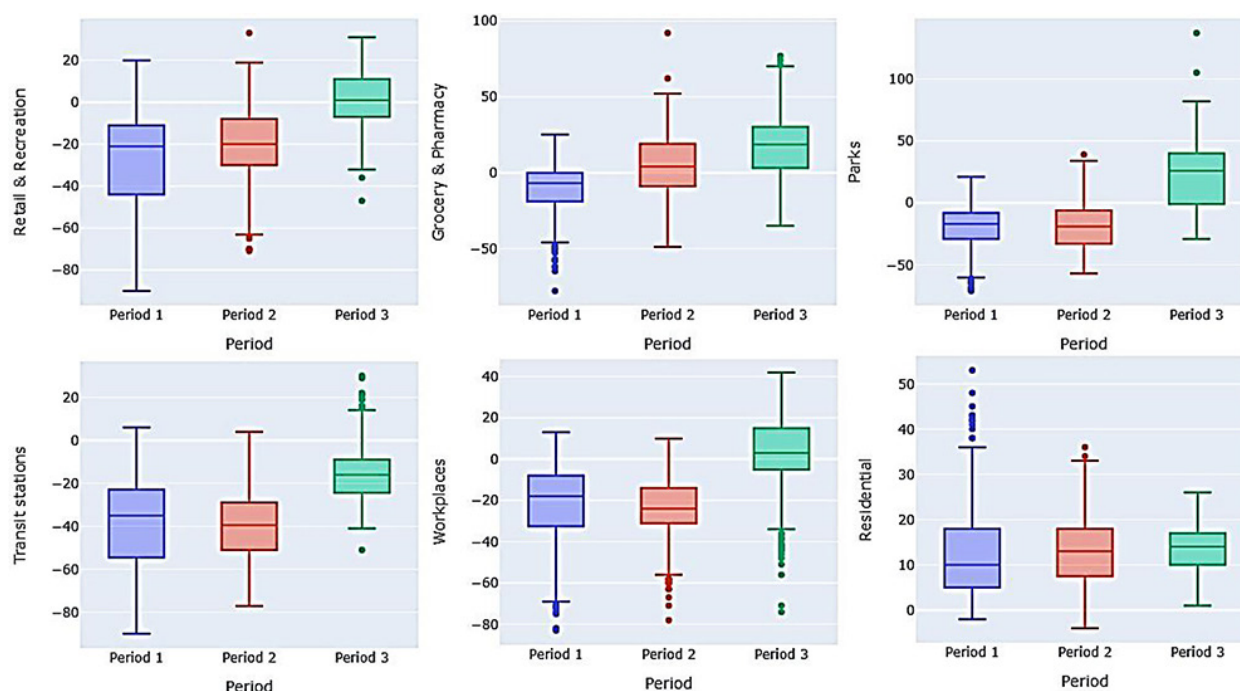 Retail & Recreation
20
0
−20
−40
−60
−80
Period 1 Period 2 Period 3
Period
Grocery & Pharmacy
100
50
0
−50
Period 1 Period 2 Period 3
Period
Parks
100
50
0
−50
Period 1 Period 2 Period 3
Period
Transit stations
20
0
−20
−40
−60
−80
Period 1 Period 2 Period 3
Period
Workplaces
40
20
0
−20
−40
−60
−80
Period 1 Period 2 Period 3
Period
Residential
50
40
30
20
10
0
Period 1 Period 2 Period 3
Period